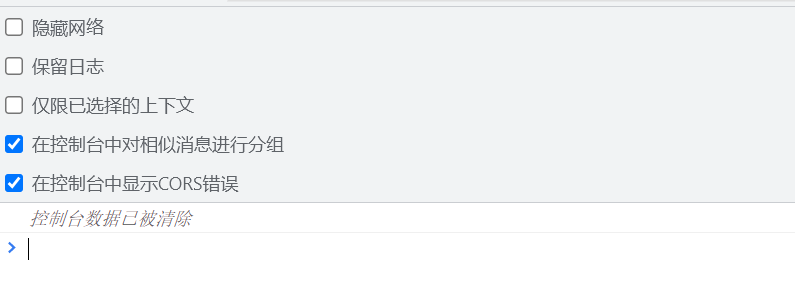 隐藏网络
保留日志
仅限已选择的上下文
在控制台中对相似消息进行分组
在控制台中显示CORS错误
控制台数据已被清除